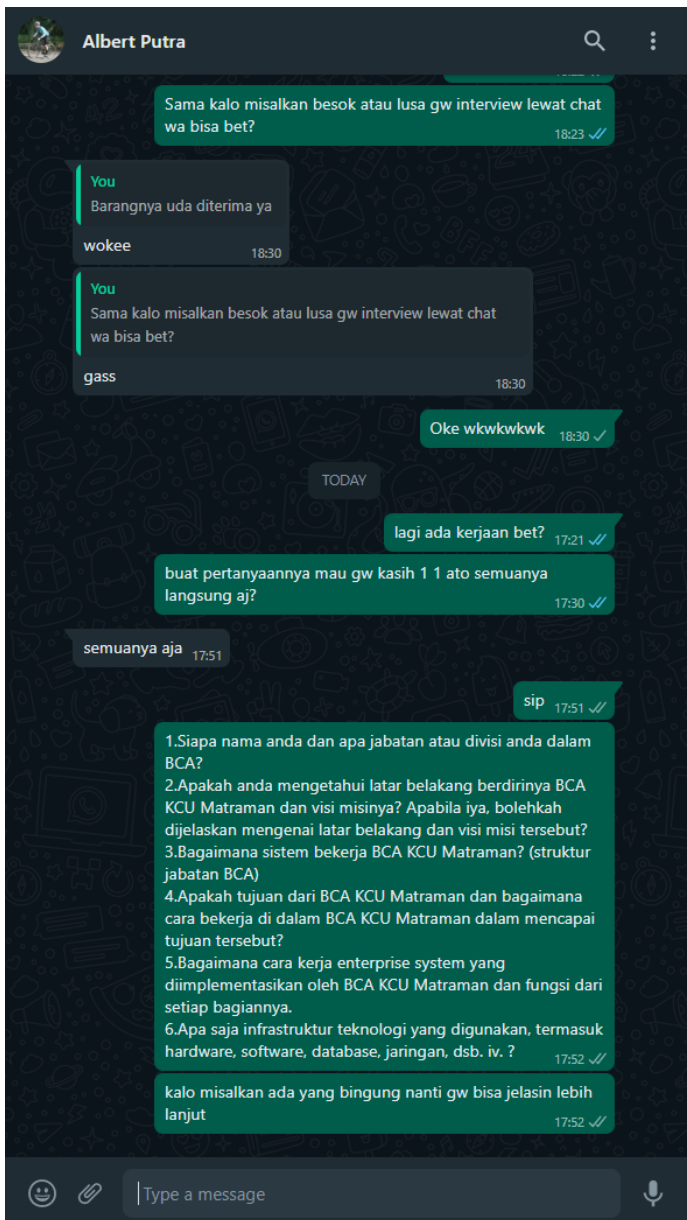 Albert Putra
Sama kalo misalkan besok atau lusa gw interview lewat chat
wa bisa bet?
18:23
You
Barangnya uda diterima ya
wokee
18:30
You
Sama kalo misalkan besok atau lusa gw interview lewat chat
wa bisa bet?
gass
18:30
Oke wkwkwkwk 18:30
TODAY
lagi ada kerjaan bet? 17:21
buat pertanyaannya mau gw kasih 1 1 ato semuanya
langsung aj?
17:30
semuanya aja 17:51
sip 17:51
1.Siapa nama anda dan apa jabatan atau divisi anda dalam
BCA?
2.Apakah anda mengetahui latar belakang berdirinya BCA
KCU Matraman dan visi misinya? Apabila iya, bolehkah
dijelaskan mengenai latar belakang dan visi misi tersebut?
3.Bagaimana sistem bekerja BCA KCU Matraman? (struktur
jabatan BCA)
4.Apakah tujuan dari BCA KCU Matraman dan bagaimana
cara bekerja di dalam BCA KCU Matraman dalam mencapai
tujuan tersebut?
5.Bagaimana cara kerja enterprise system yang
diimplementasikan oleh BCA KCU Matraman dan fungsi dari
setiap bagiannya.
6.Apa saja infrastruktur teknologi yang digunakan, termasuk
hardware, software, database, jaringan, dsb. iv. ?
17:52
kalo misalkan ada yang bingung nanti gw bisa jelasin lebih
lanjut
17:52
Type a message